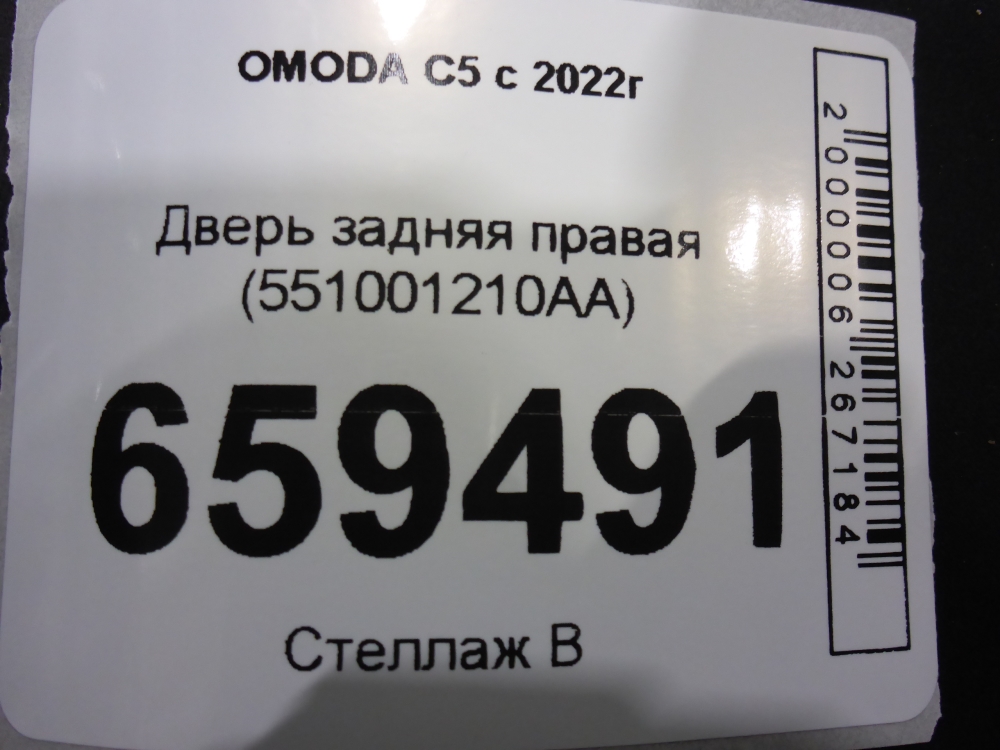 OMODA C5 с 2022г
Дверь задняя правая
(551001210AA)
659491
Стеллаж В
2000006267184